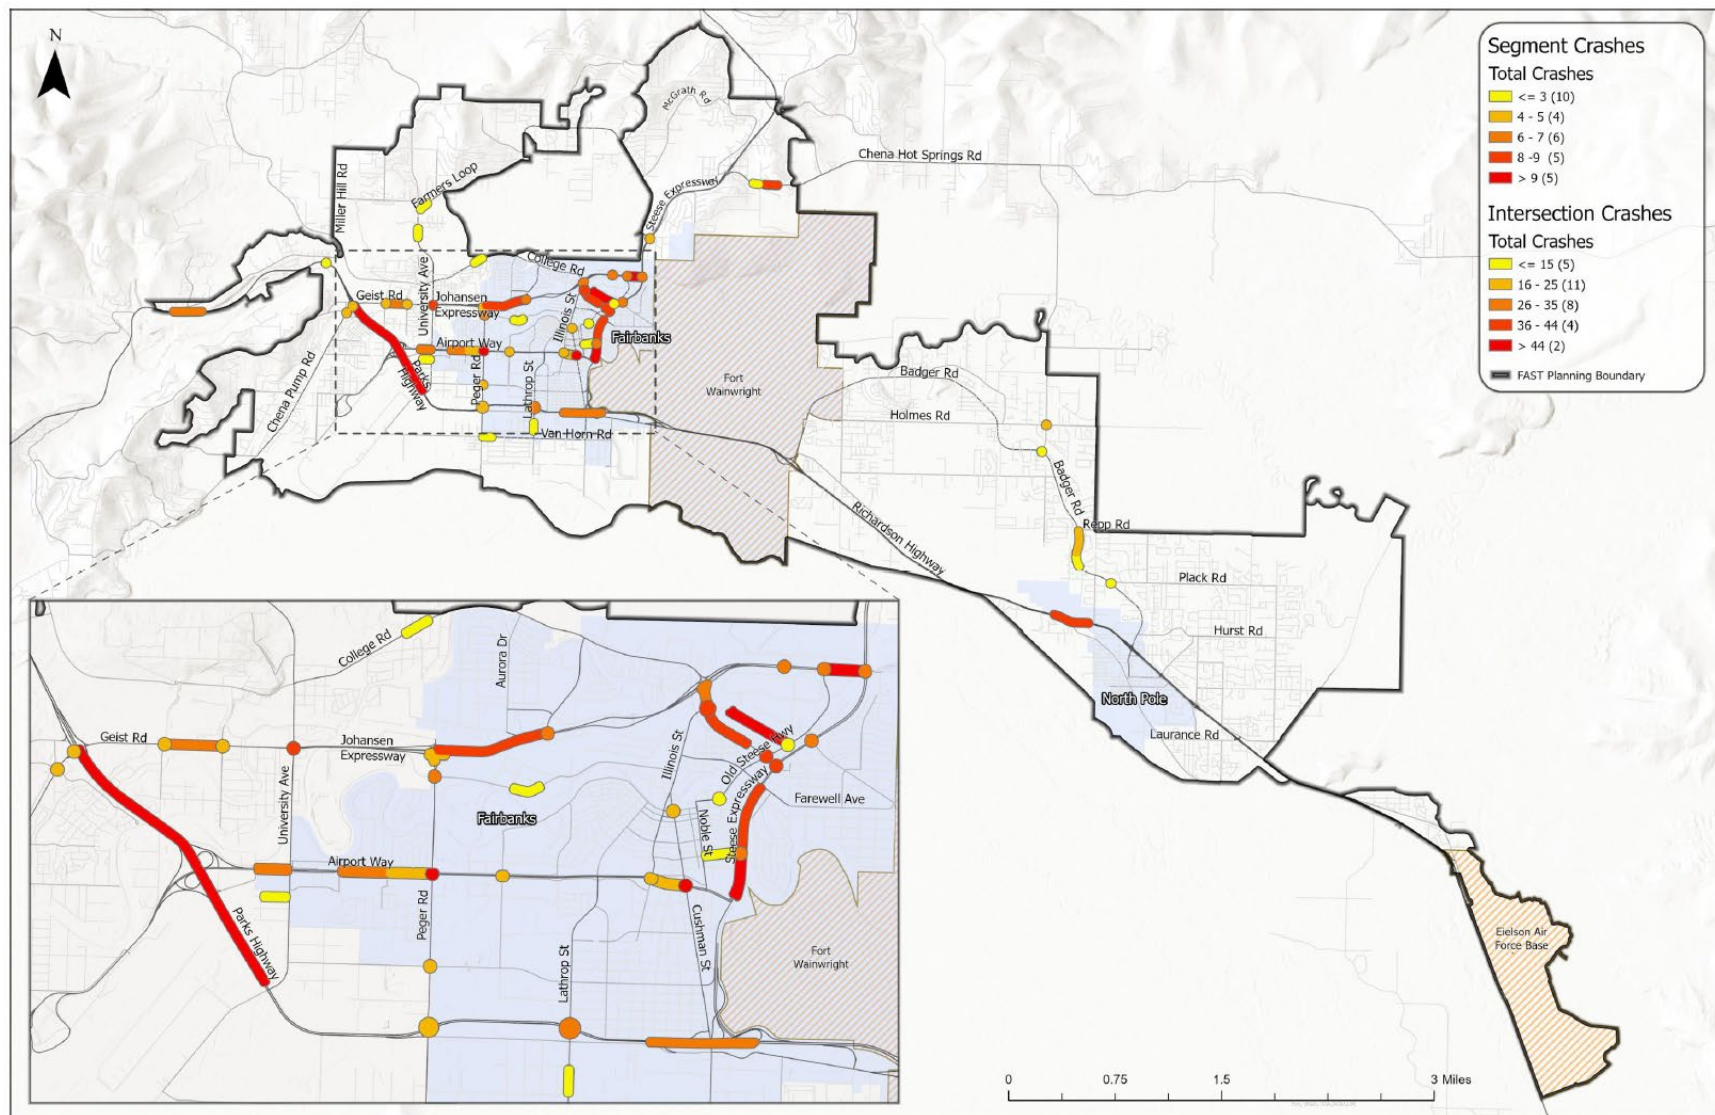 N
Segment Crashes
Total Crashes
<= 3 (10)
4 - 5 (4)
6 - 7 (6)
8 -9 (5)
> 9 (5)
Intersection Crashes
Total Crashes
<= 15 (5)
16 - 25 (11)
26 - 35 (8)
36 - 44 (4)
> 44 (2)
FAST Planning Boundary
McGrath Rd
Chena Hot Springs Rd
Miller Hill Rd
Farmers Loop
Steese Expressway
College Rd
University Ave
Geist Rd
Johansen
Expressway
Illinois St
Fairbanks
Airport Way
Parks
Highway
Peger Rd
Lathrop St
Chena Pump Rd
Van Horn Rd
Fort
Wainwright
Badger Rd
Holmes Rd
Badger Rd
Richardson Highway
Repp Rd
Plack Rd
Hurst Rd
North Pole
Laurance Rd
Eielson Air
Force Base
College Rd
Aurora Dr
Geist Rd
Johansen
Expressway
University Ave
Illinois St
Old Steese Hwy
Steese Expressway
Farewell Ave
Fairbanks
Noble St
Airport Way
Peger Rd
Parks Highway
Cushman St
Lathrop St
Fort
Wainwright
0
0.75
1.5
3 Miles